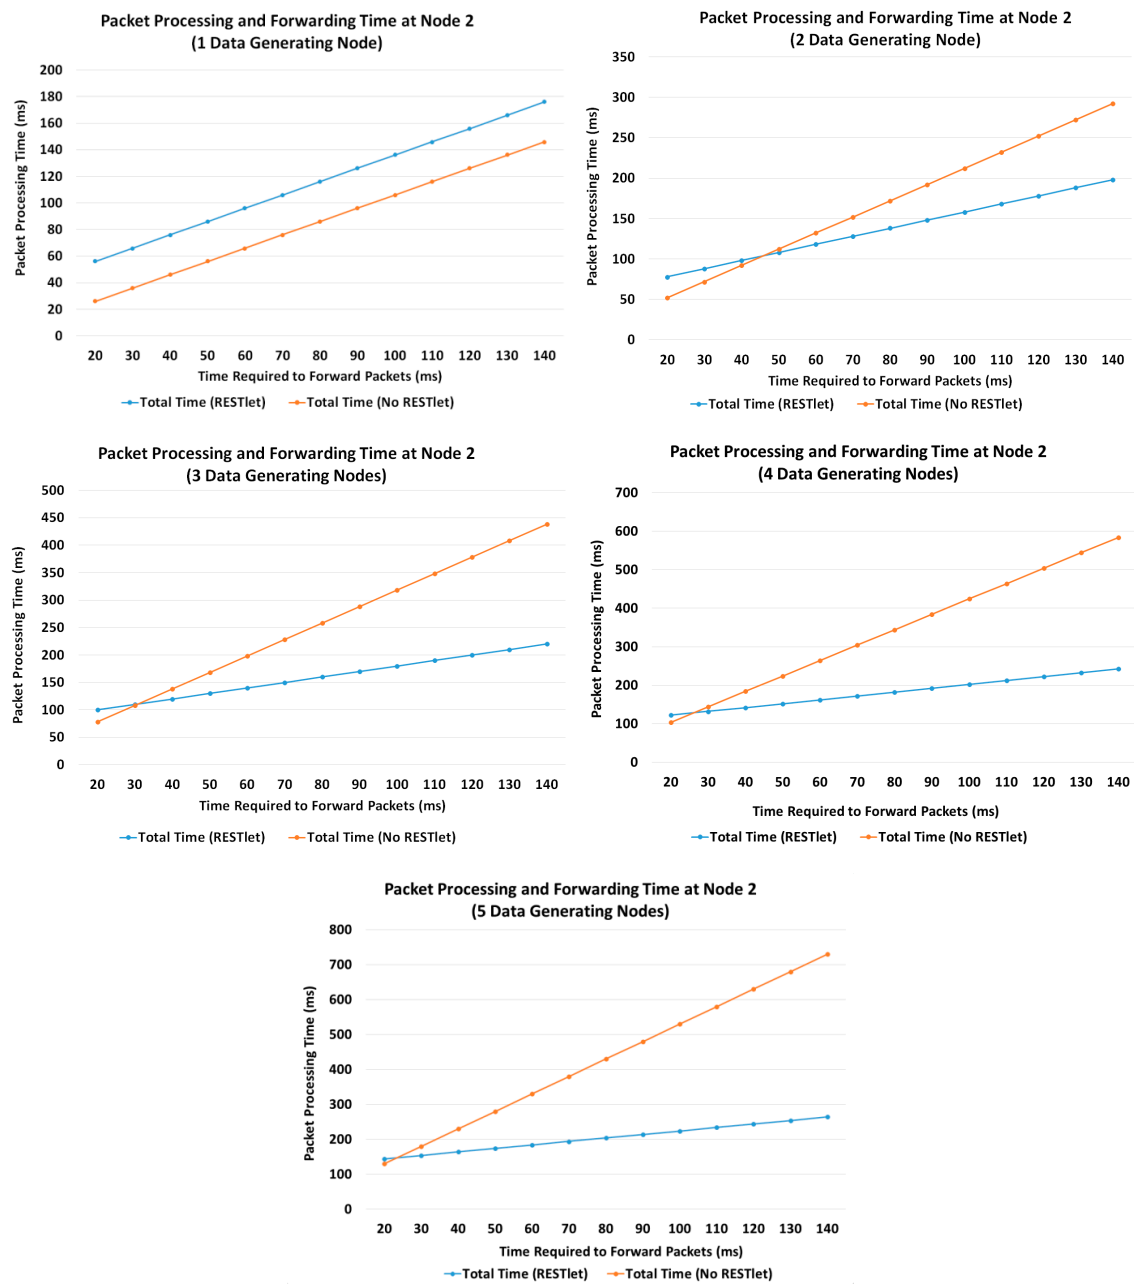 Packet Processing and Forwarding Time at Node 2
(1 Data Generating Node)
Packet Processing Time (ms)
200
180
160
140
120
100
80
60
40
20
0
20 30 40 50 60 70 80 90 100 110 120 130 140
Time Required to Forward Packets (ms)
Total Time (RESTlet) Total Time (No RESTlet)
Packet Processing and Forwarding Time at Node 2
(2 Data Generating Node)
Packet Processing Time (ms)
350
300
250
200
150
100
50
0
20 30 40 50 60 70 80 90 100 110 120 130 140
Time Required to Forward Packets (ms)
Total Time (RESTlet) Total Time (No RESTlet)
Packet Processing and Forwarding Time at Node 2
(3 Data Generating Nodes)
Packet Processing Time (ms)
500
450
400
350
300
250
200
150
100
50
0
20 30 40 50 60 70 80 90 100 110 120 130 140
Time Required to Forward Packets (ms)
Total Time (RESTlet) Total Time (No RESTlet)
Packet Processing and Forwarding Time at Node 2
(4 Data Generating Nodes)
Packet Processing Time (ms)
700
600
500
400
300
200
100
0
20 30 40 50 60 70 80 90 100 110 120 130 140
Time Required to Forward Packets (ms)
Total Time (RESTlet) Total Time (No RESTlet)
Packet Processing and Forwarding Time at Node 2
(5 Data Generating Nodes)
Packet Processing Time (ms)
800
700
600
500
400
300
200
100
0
20 30 40 50 60 70 80 90 100 110 120 130 140
Time Required to Forward Packets (ms)
Total Time (RESTlet) Total Time (No RESTlet)